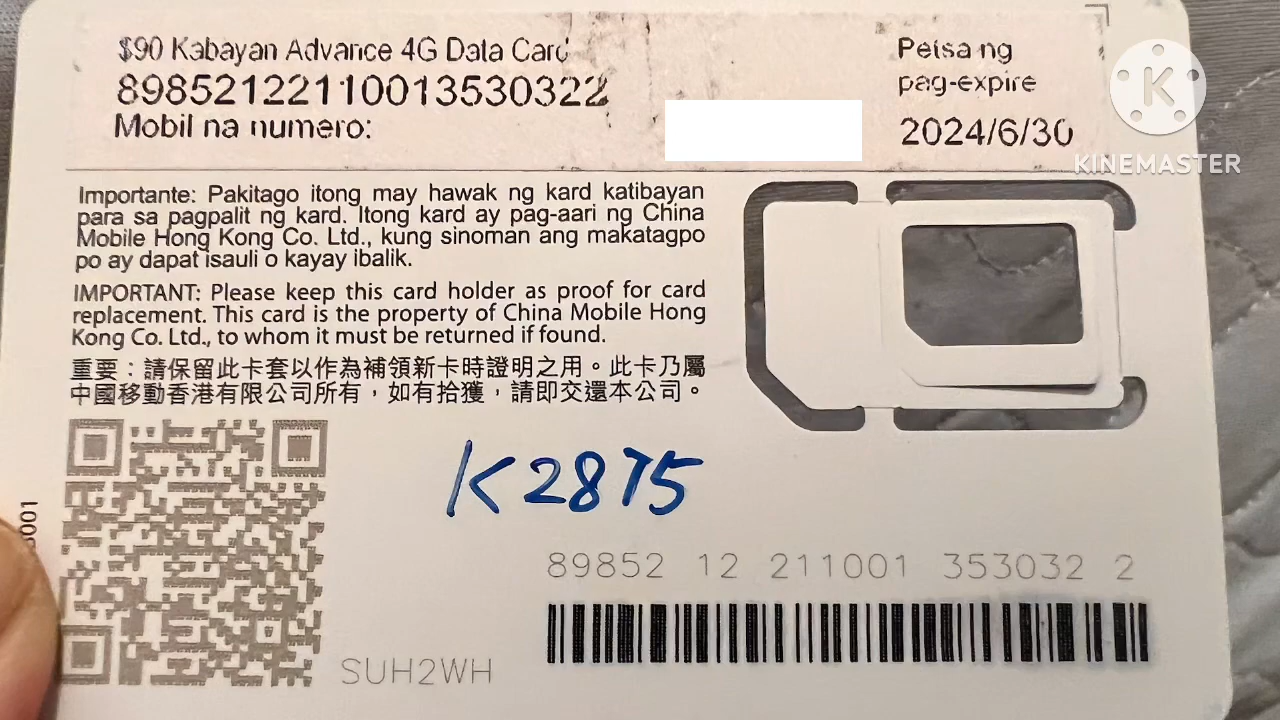 $90 Kabayan Advance 4G Data Card
89852122110013530322
Mobil na numero:
Petsa ng
pag-expire
2024/6/30
KINEMASTER
Importante: Pakitago itong may hawak ng kard katibayan
para sa pagpalit ng kard. Itong kard ay pag-aari ng China
Mobile Hong Kong Co. Ltd., kung sinoman ang makatagpo
po ay dapat isauli o kayay ibalik.
IMPORTANT: Please keep this card holder as proof for card
replacement. This card is the property of China Mobile Hong
Kong Co. Ltd., to whom it must be returned if found.
重要：請保留此卡套以作為補領新卡時證明之用。此卡乃屬
中國移動香港有限公司所有，如有拾獲，請即交還本公司。
K2875
89852 12 211001 353032 2
SUH2WH